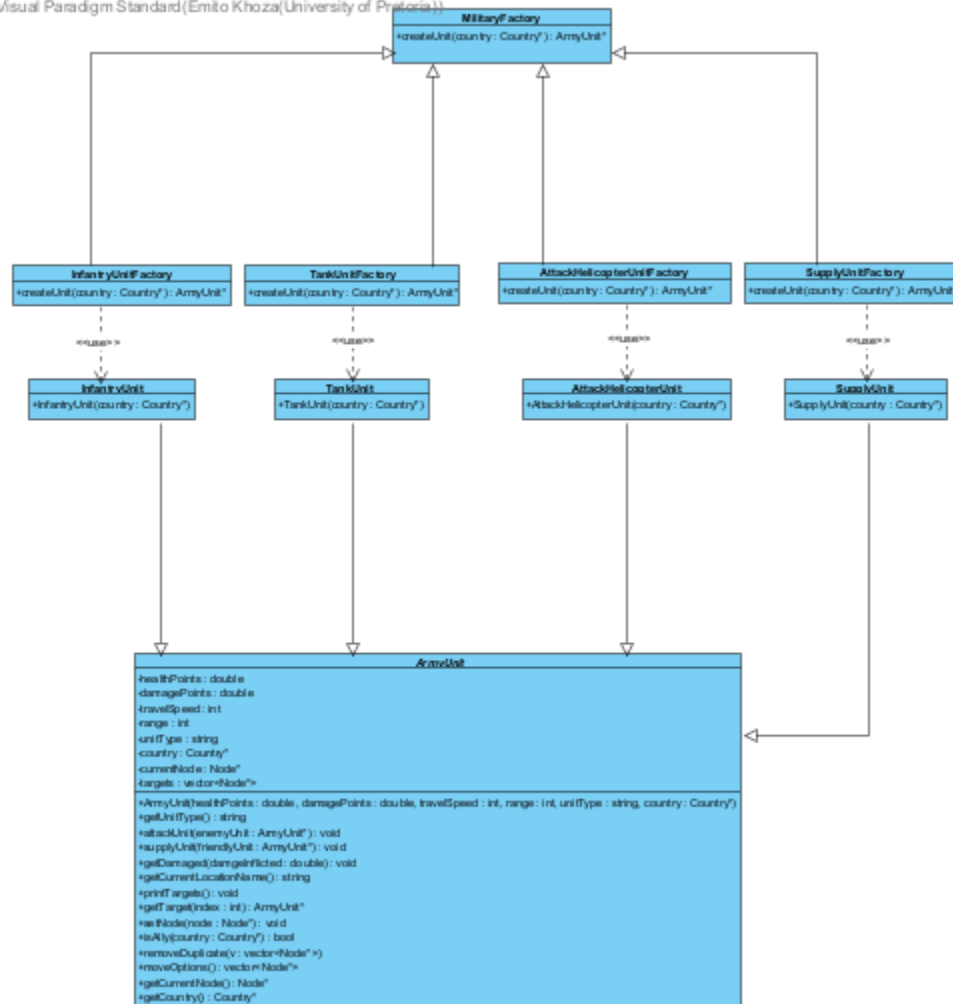 Visual Paradigm Standard(Emito Khoza(University of Pretoria))
MilitaryFactory
+createUnit(country : Country*) : ArmyUnit*
InfantryUnitFactory
+createUnit(country : Country*) : ArmyUnit*
TankUnitFactory
+createUnit(country : Country*) : ArmyUnit*
AttackHelicopterUnitFactory
+createUnit(country : Country*) : ArmyUnit*
SupplyUnitFactory
+createUnit(country : Country*) : ArmyUnit
<<use>>
<<use>>
<<use>>
<<use>>
InfantryUnit
+InfantryUnit(country : Country*)
TankUnit
+TankUnit(country : Country*)
AttackHelicopterUnit
+AttackHelicopterUnit(country : Country*)
SupplyUnit
+SupplyUnit(country : Country*)
ArmyUnit
-healthPoints : double
-damagePoints : double
-travelSpeed : int
-range : int
-unitType : string
-country : Country*
-currentNode : Node*
-targets : vector<Node*>
+ArmyUnit(healthPoints : double, damagePoints : double, travelSpeed : int, range : int, unitType : string, country : Country*)
+getUnitType() : string
+attackUnit(enemyUnit : ArmyUnit*) : void
+supplyUnit(friendlyUnit : ArmyUnit*) : void
+getDamaged(damgeInflicted : double) : void
+getCurrentLocationName() : string
+printTargets() : void
+getTarget(index : int) : ArmyUnit*
+setNode(node : Node*) : void
+isAlly(country : Country*) : bool
+removeDuplicate(v : vector<Node*>)
+moveOptions() : vector<Node*>
+getCurrentNode() : Node*
+getCountry() : Country*